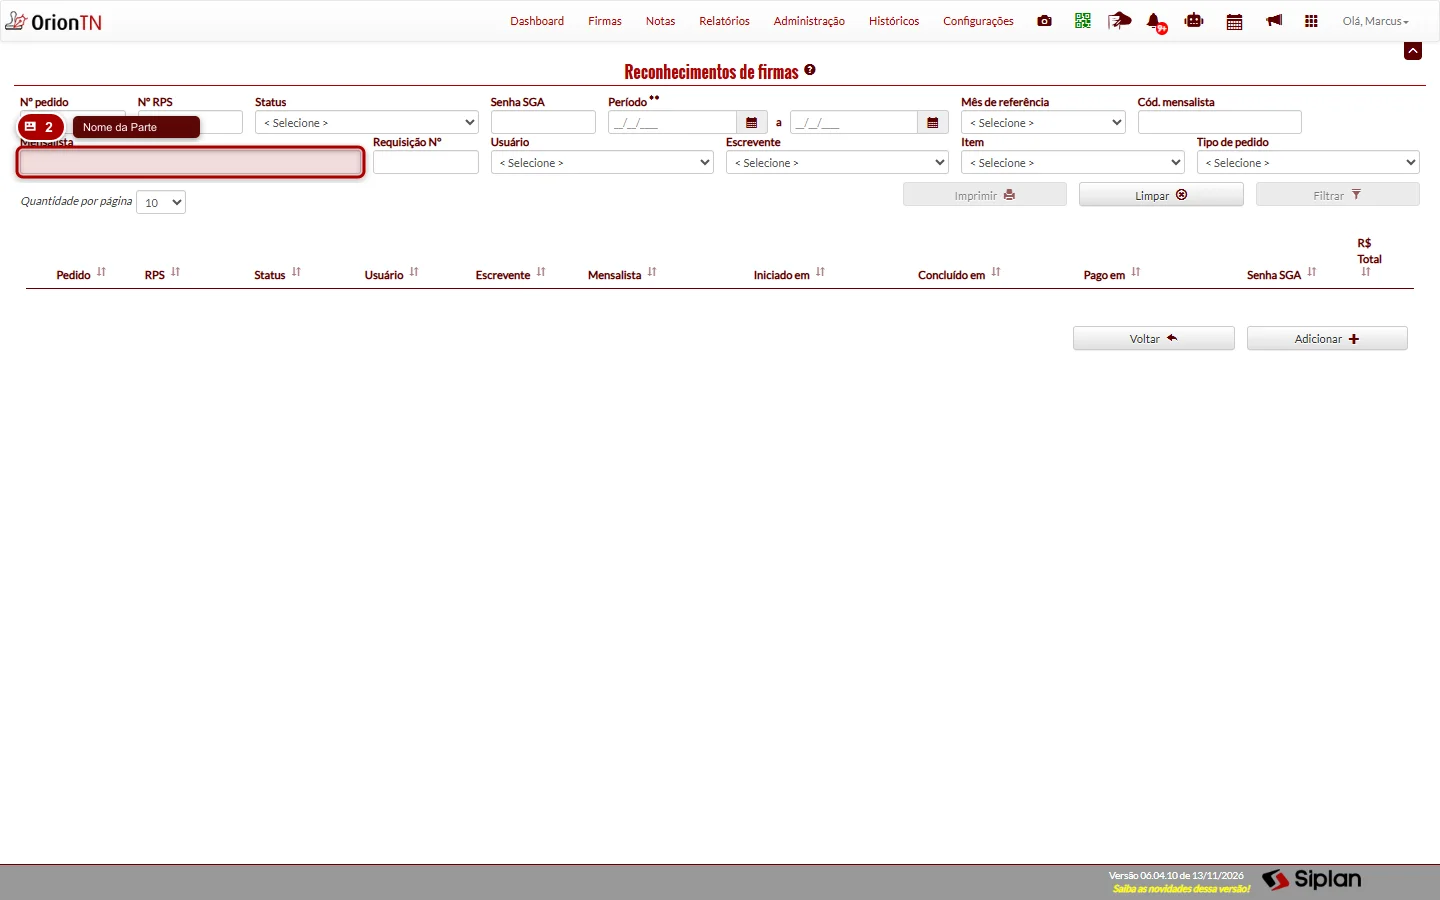 OrionTN
Dashboard Firmas Notas Relatórios Administração Históricos Configurações 9+ Olá, Marcus
Reconhecimentos de firmas ?
Nº pedido Nº RPS Status Senha SGA Período ** Mês de referência Cód. mensalista
< Selecione > __/__/____ a __/__/____ < Selecione >
2 Nome da Parte
Mensalista Requisição Nº Usuário Escrevente Item Tipo de pedido
< Selecione > < Selecione > < Selecione > < Selecione >
Quantidade por página 10 Imprimir Limpar Filtrar
Pedido RPS Status Usuário Escrevente Mensalista Iniciado em Concluído em Pago em Senha SGA R$ Total
Voltar Adicionar
Versão 06.04.10 de 13/11/2026
Saiba as novidades dessa versão!
Siplan